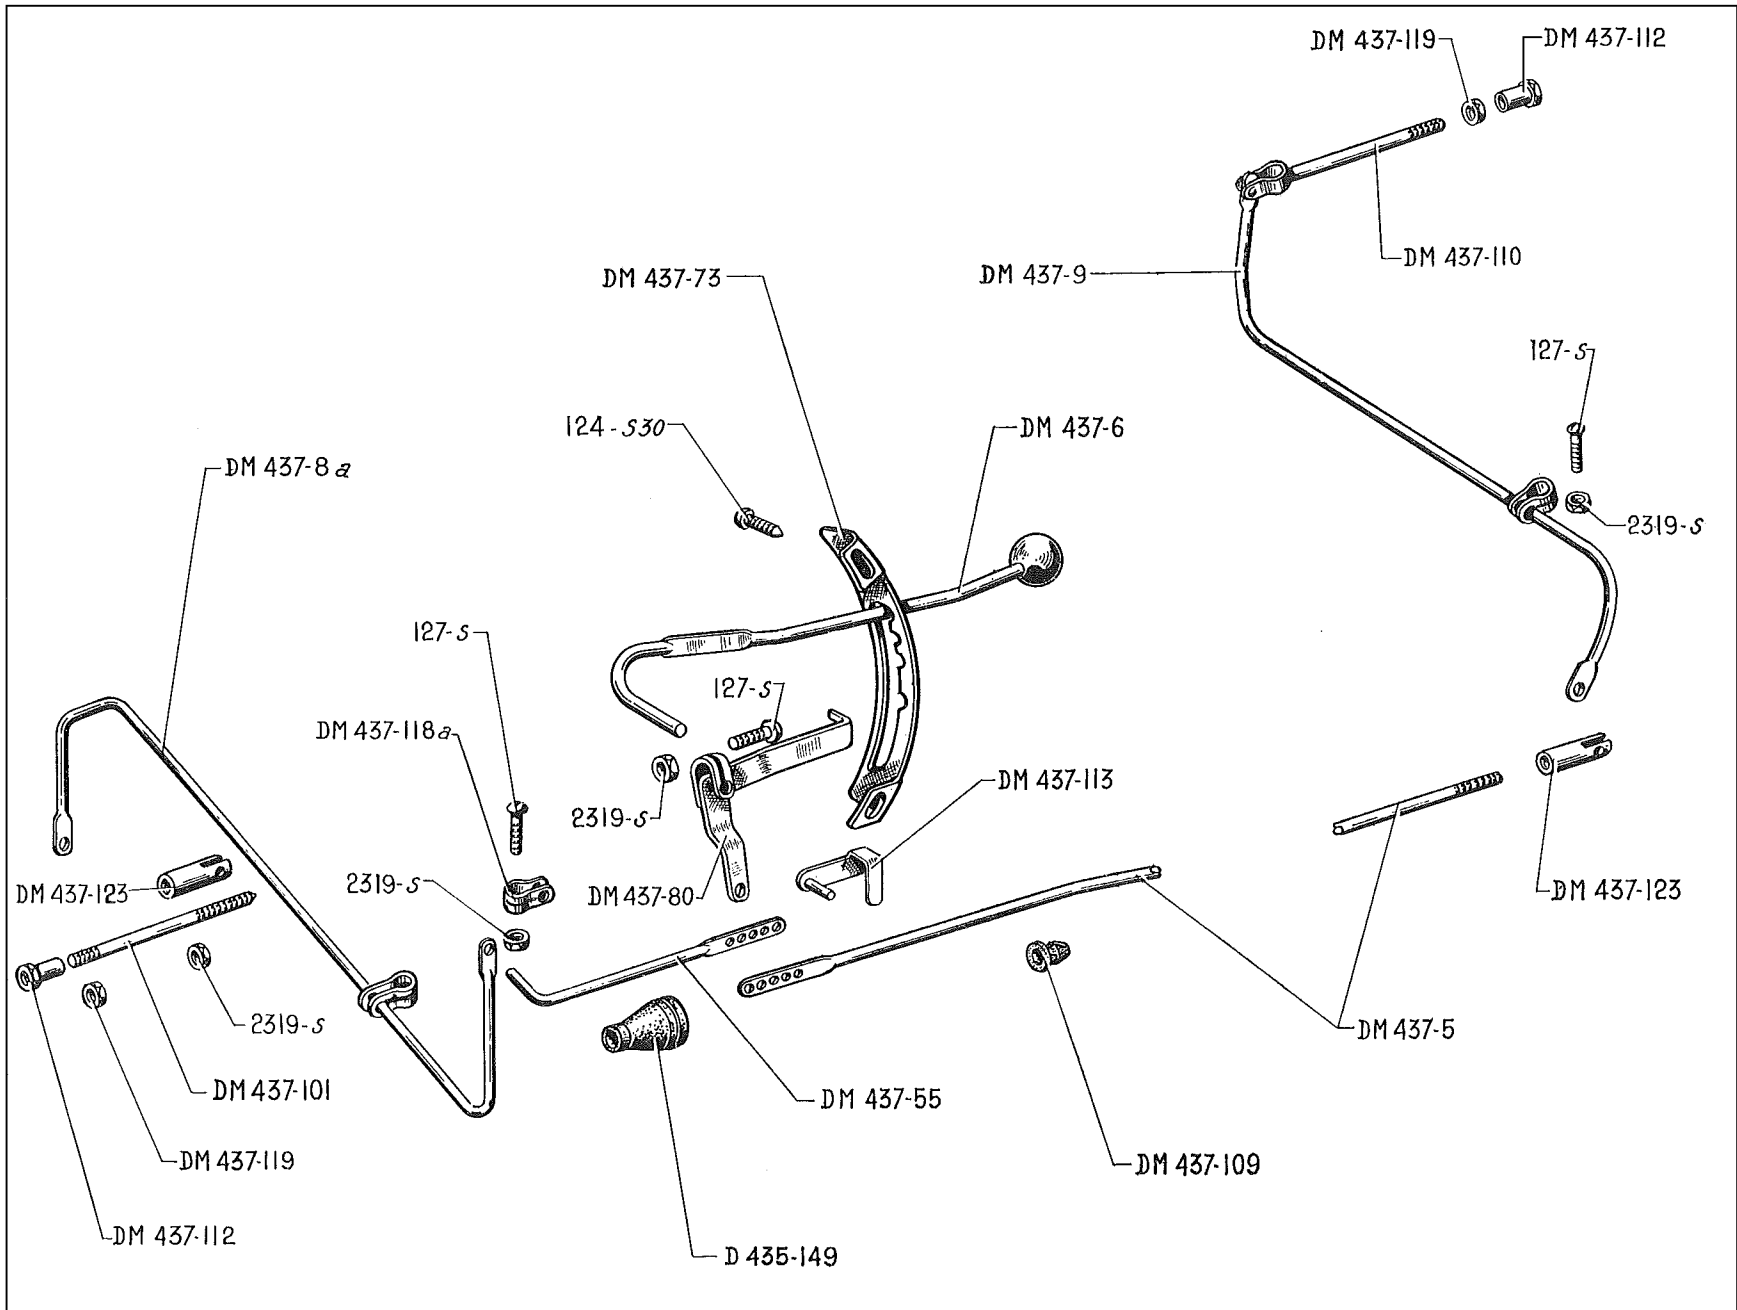 DM 437-119
DM 437-112
DM 437-110
DM 437-73
DM 437-9
127-S
124-S30
DM 437-6
DM 437-8 a
2319-S
127-S
127-S
DM 437-118a
DM 437-113
2319-S
2319-S
DM 437-123
DM 437-80
DM 437-123
2319-S
DM 437-5
DM 437-101
DM 437-55
DM 437-119
DM 437-109
DM 437-112
D 435-149